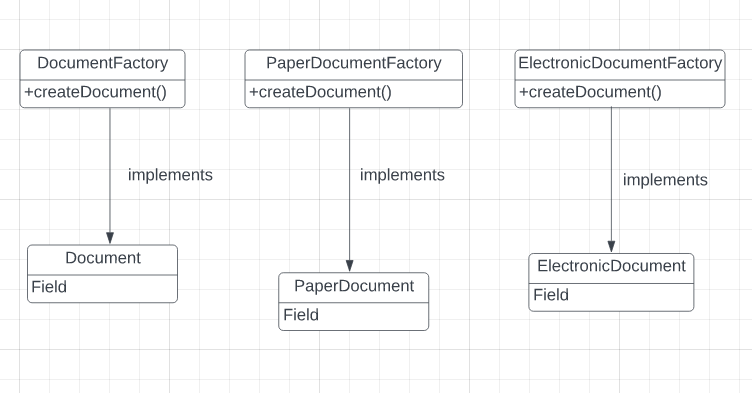 DocumentFactory
+createDocument()
PaperDocumentFactory
+createDocument()
ElectronicDocumentFactory
+createDocument()
implements
implements
implements
Document
Field
PaperDocument
Field
ElectronicDocument
Field